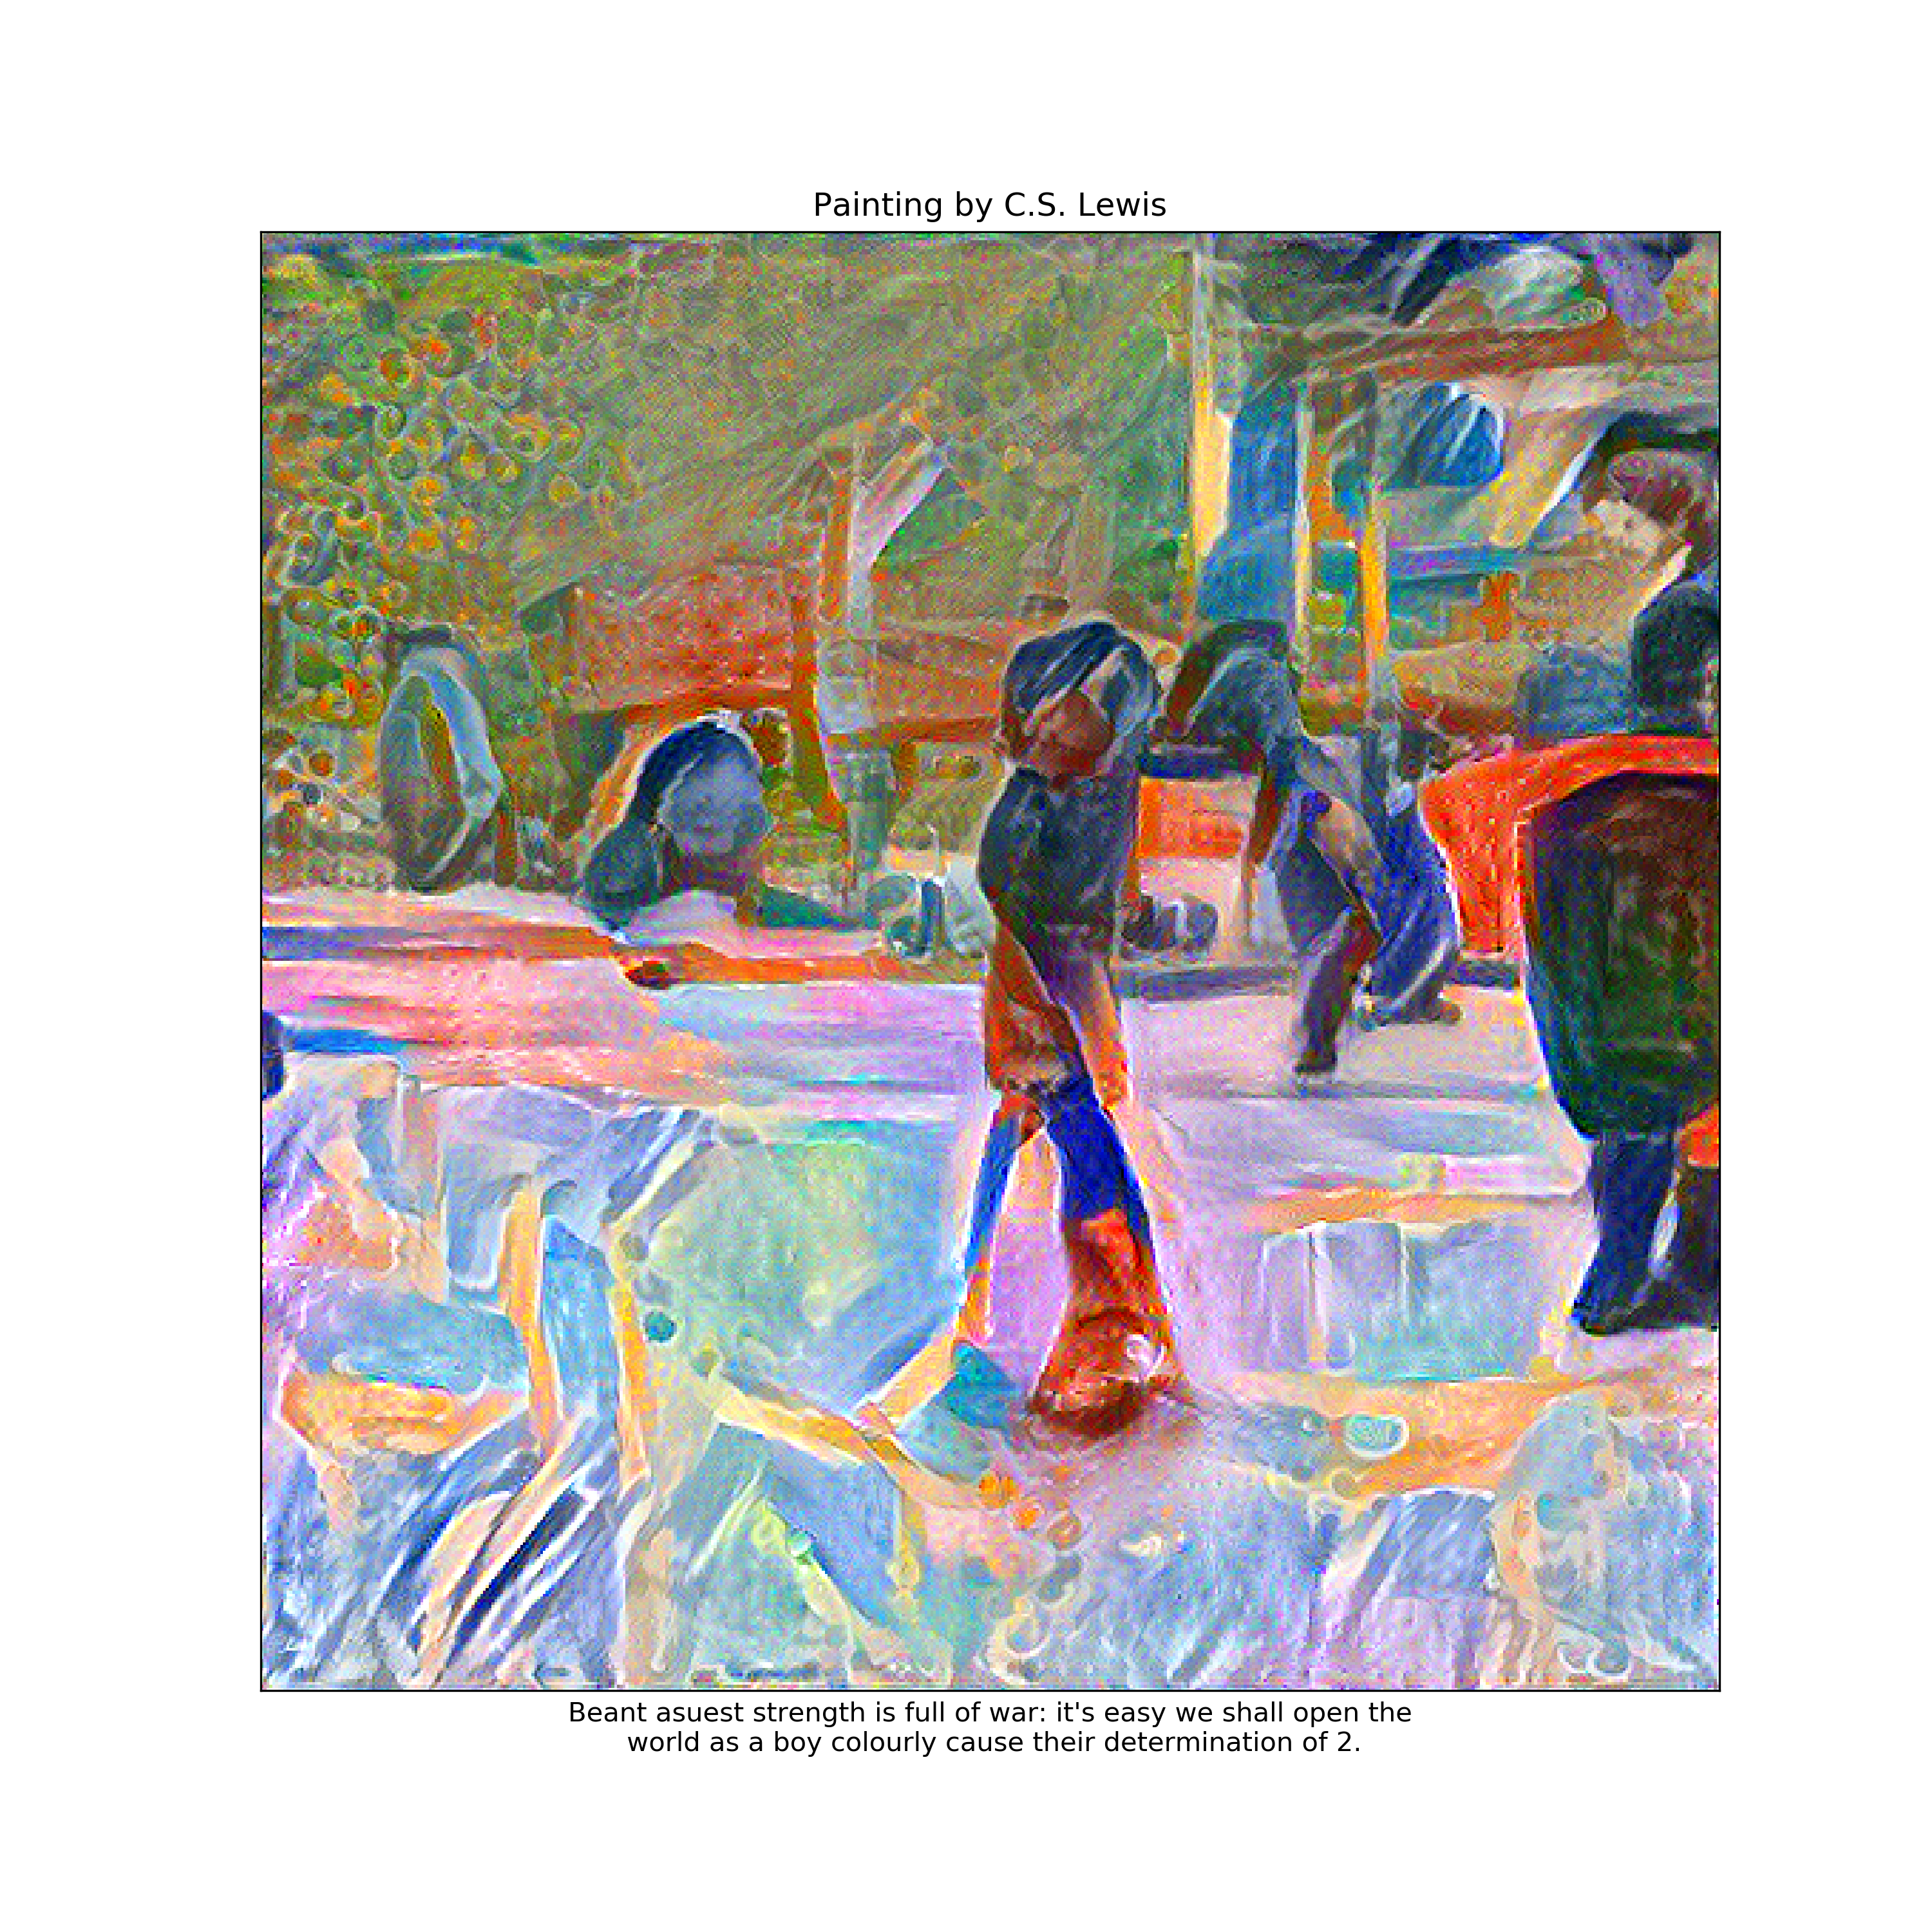 Painting by C.S. Lewis
Beant asuest strength is full of war: it's easy we shall open the
world as a boy colourly cause their determination of 2.